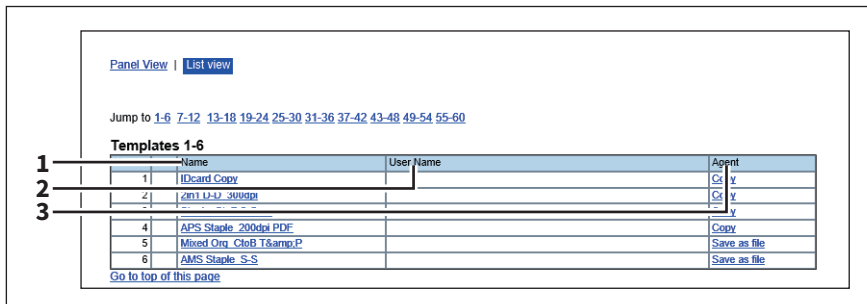 Panel View | List view
Jump to 1-6 7-12 13-18 19-24 25-30 31-36 37-42 43-48 49-54 55-60
Templates 1-6
1 Name User Name Agent
1 IDcard Copy Copy
2
2 2in1 D-D 300dpi Copy
3
4 APS Staple 200dpi PDF Copy
5 Mixed Org CtoB T&amp;P Save as file
6 AMS Staple S-S Save as file
Go to top of this page